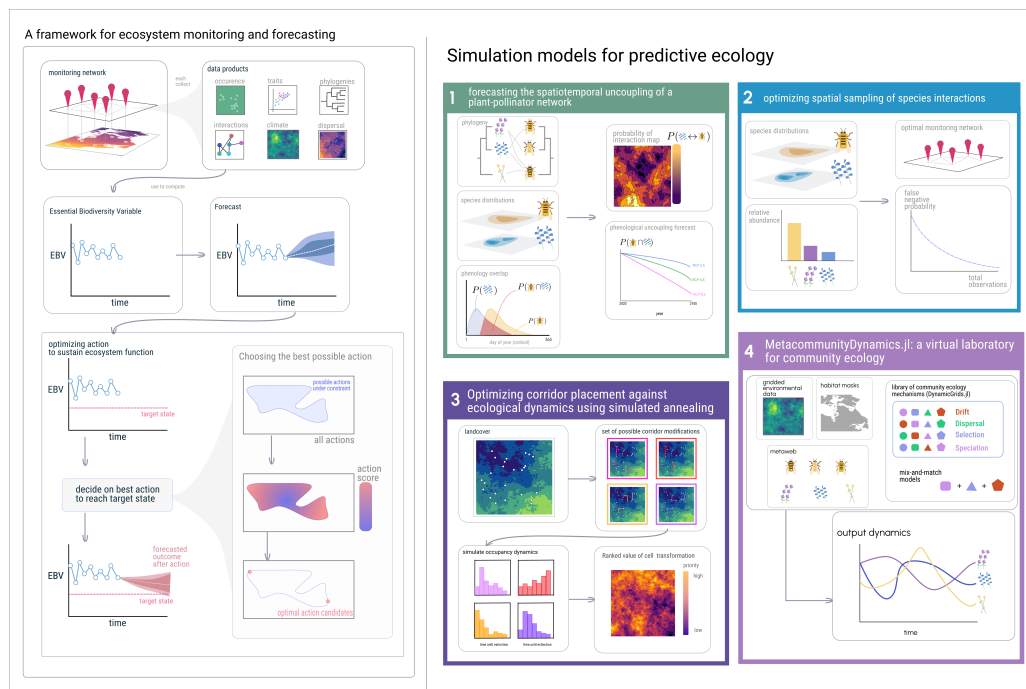 A framework for ecosystem monitoring and forecasting
monitoring network
each
collect
data products
occurence
traits
phylogenies
interactions
climate
dispersal
use to compute
Essential Biodiversity Variable
EBV
time
Forecast
EBV
time
optimizing action
to sustain ecosystem function
EBV
target state
time
decide on best action
to reach target state
EBV
forecasted
outcome
after action
target state
time
Choosing the best possible action
possible actions
under constraint
all actions
action
score
optimal action candidates
Simulation models for predictive ecology
1
forecasting the spatiotemporal uncoupling of a
plant-pollinator network
phylogeny
species distributions
phenology overlap
P( )
P( ∩ )
P( )
1
day of year (ordinal)
360
probability of
interaction map
P( ↔ )
phenological uncoupling forecast
P( ∩ )
year
2
optimizing spatial sampling of species interactions
species distributions
relative
abundance
optimal monitoring network
false
negative
probability
total
observations
3
Optimizing corridor placement against
ecological dynamics using simulated annealing
landcover
set of possible corridor modifications
simulate occupancy dynamics
time until extinction
time until extinction
Ranked value of cell transformation
priority
high
low
4
MetacommunityDynamics.jl: a virtual laboratory
for community ecology
gridded
environmental
data
habitat masks
metaweb
library of community ecology
mechanisms (DynamicGrids.jl)
Drift
Dispersal
Selection
Speciation
mix-and-match
models
+ +
output dynamics
time